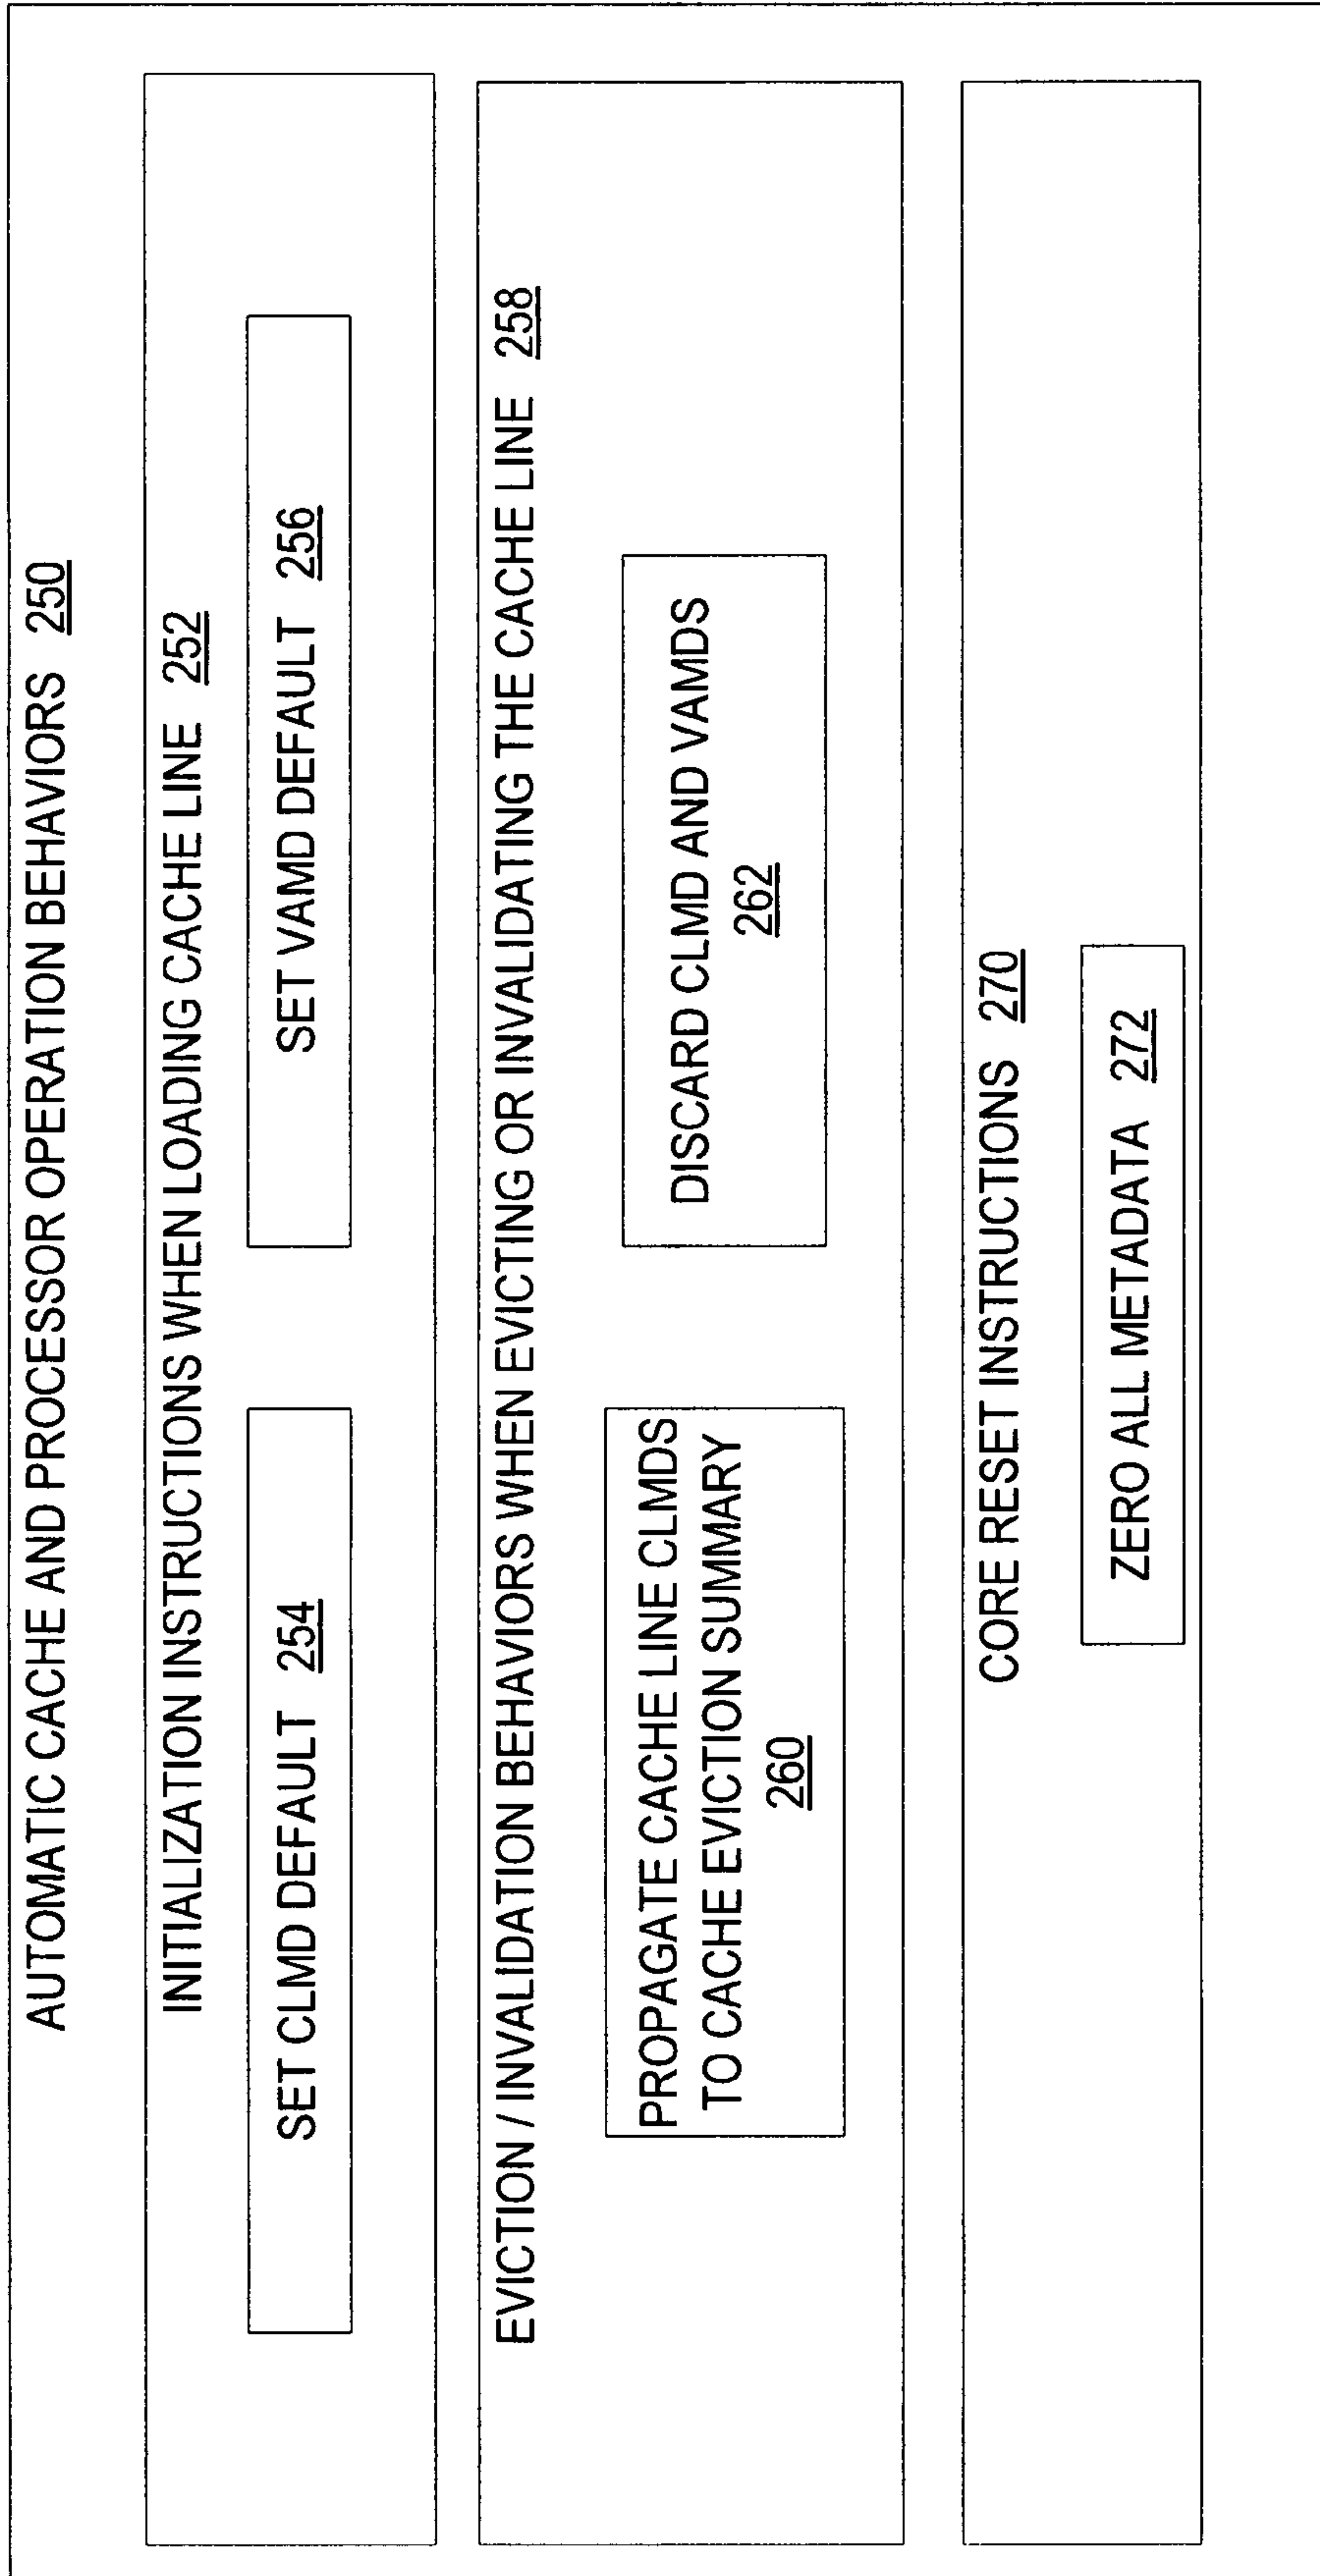 AUTOMATIC CACHE AND PROCESSOR OPERATION BEHAVIORS 250
INITIALIZATION INSTRUCTIONS WHEN LOADING CACHE LINE 252
SET CLMD DEFAULT 254
SET VAMD DEFAULT 256
EVICTION / INVALIDATION BEHAVIORS WHEN EVICTING OR INVALIDATING THE CACHE LINE 258
PROPAGATE CACHE LINE CLMDS
TO CACHE EVICTION SUMMARY
260
DISCARD CLMD AND VAMDS
262
CORE RESET INSTRUCTIONS 270
ZERO ALL METADATA 272